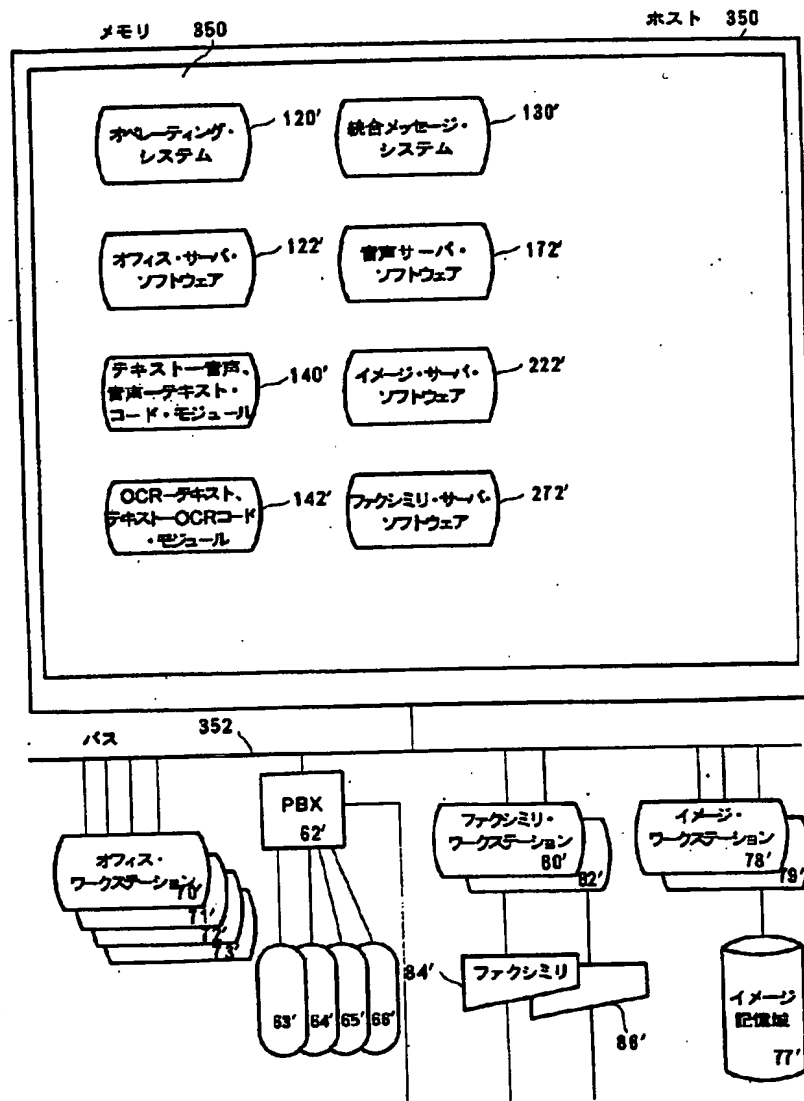 メモリ 350
ホスト 350
オペレーティング・
システム
120'
統合メッセージ・
システム
130'
オフィス・サーバ・
ソフトウェア
122'
音声サーバ・
ソフトウェア
172'
テキストー音声、
音声ーテキスト・
コード・モジュール
140'
イメージ・サーバ・
ソフトウェア
222'
OCRーテキスト、
テキストーOCRコード
・モジュール
142'
ファクシミリ・サーバ・
ソフトウェア
272'
バス
352
オフィス・
ワークステーション
70'
71'
72'
73'
PBX
62'
63'
64'
65'
66'
ファクシミリ・
ワークステーション
80'
82'
イメージ・
ワークステーション
78'
79'
84'
ファクシミリ
86'
イメージ
記憶域
77'